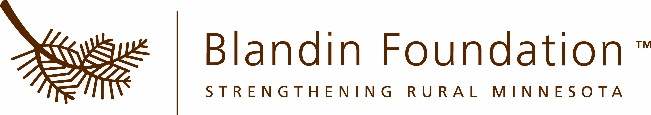 Blandin Foundation™
STRENGTHENING RURAL MINNESOTA